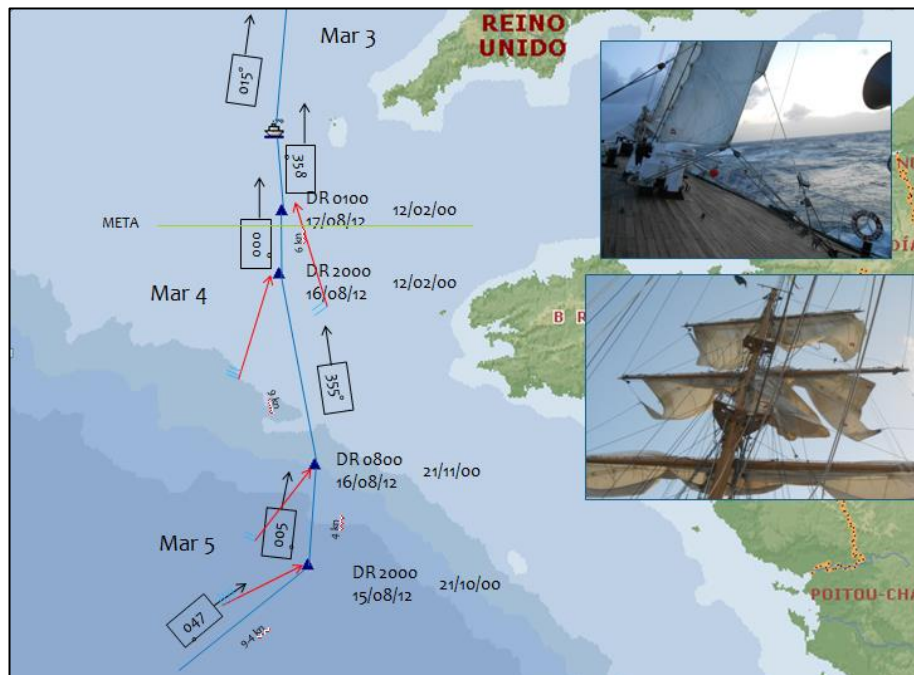 Mar 3
REINO
UNIDO
015°
358°
DR 0100
17/08/12
12/02/00
META
000°
9 kn
DR 2000
16/08/12
12/02/00
Mar 4
B R
355°
9 kn
DR 0800
16/08/12
21/11/00
005°
4 kn
Mar 5
DR 2000
15/08/12
21/10/00
POITOU-CHA
047°
9.4 kn